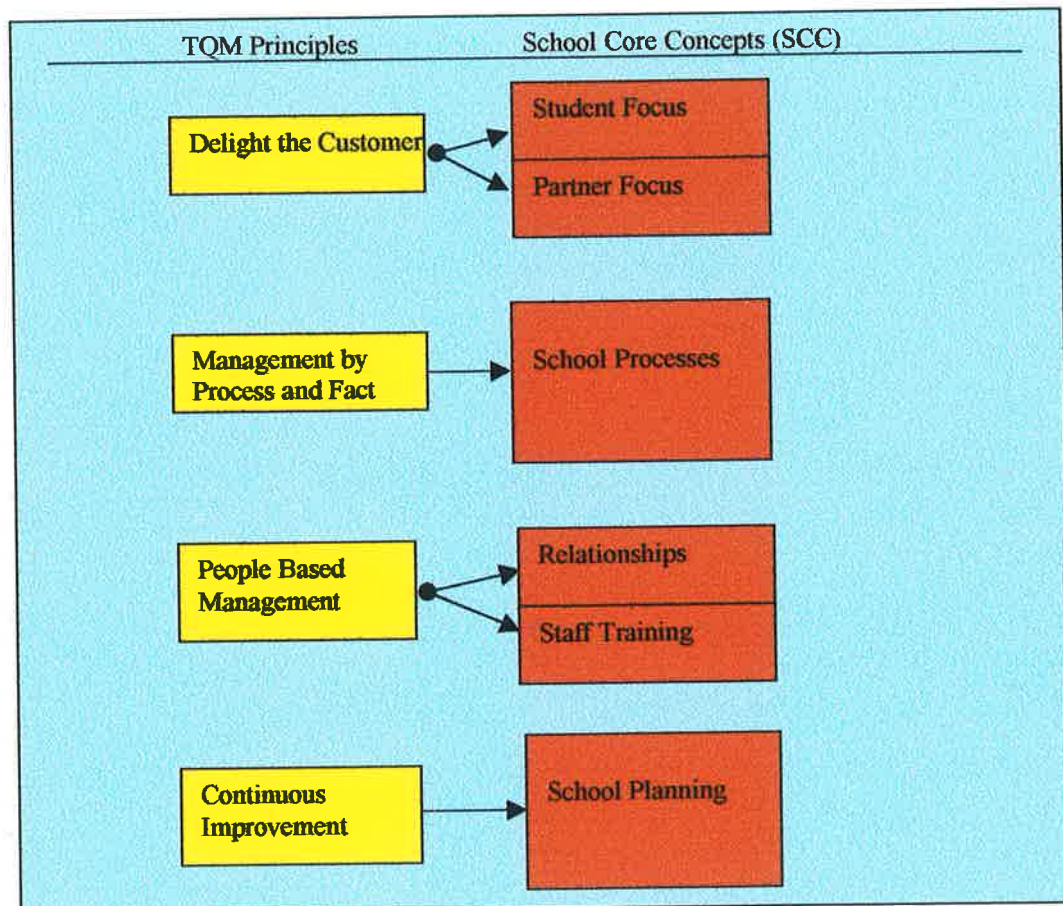 TQM Principles School Core Concepts (SCC)
Delight the Customer
Student Focus
Partner Focus
Management by
Process and Fact
School Processes
People Based
Management
Relationships
Staff Training
Continuous
Improvement
School Planning